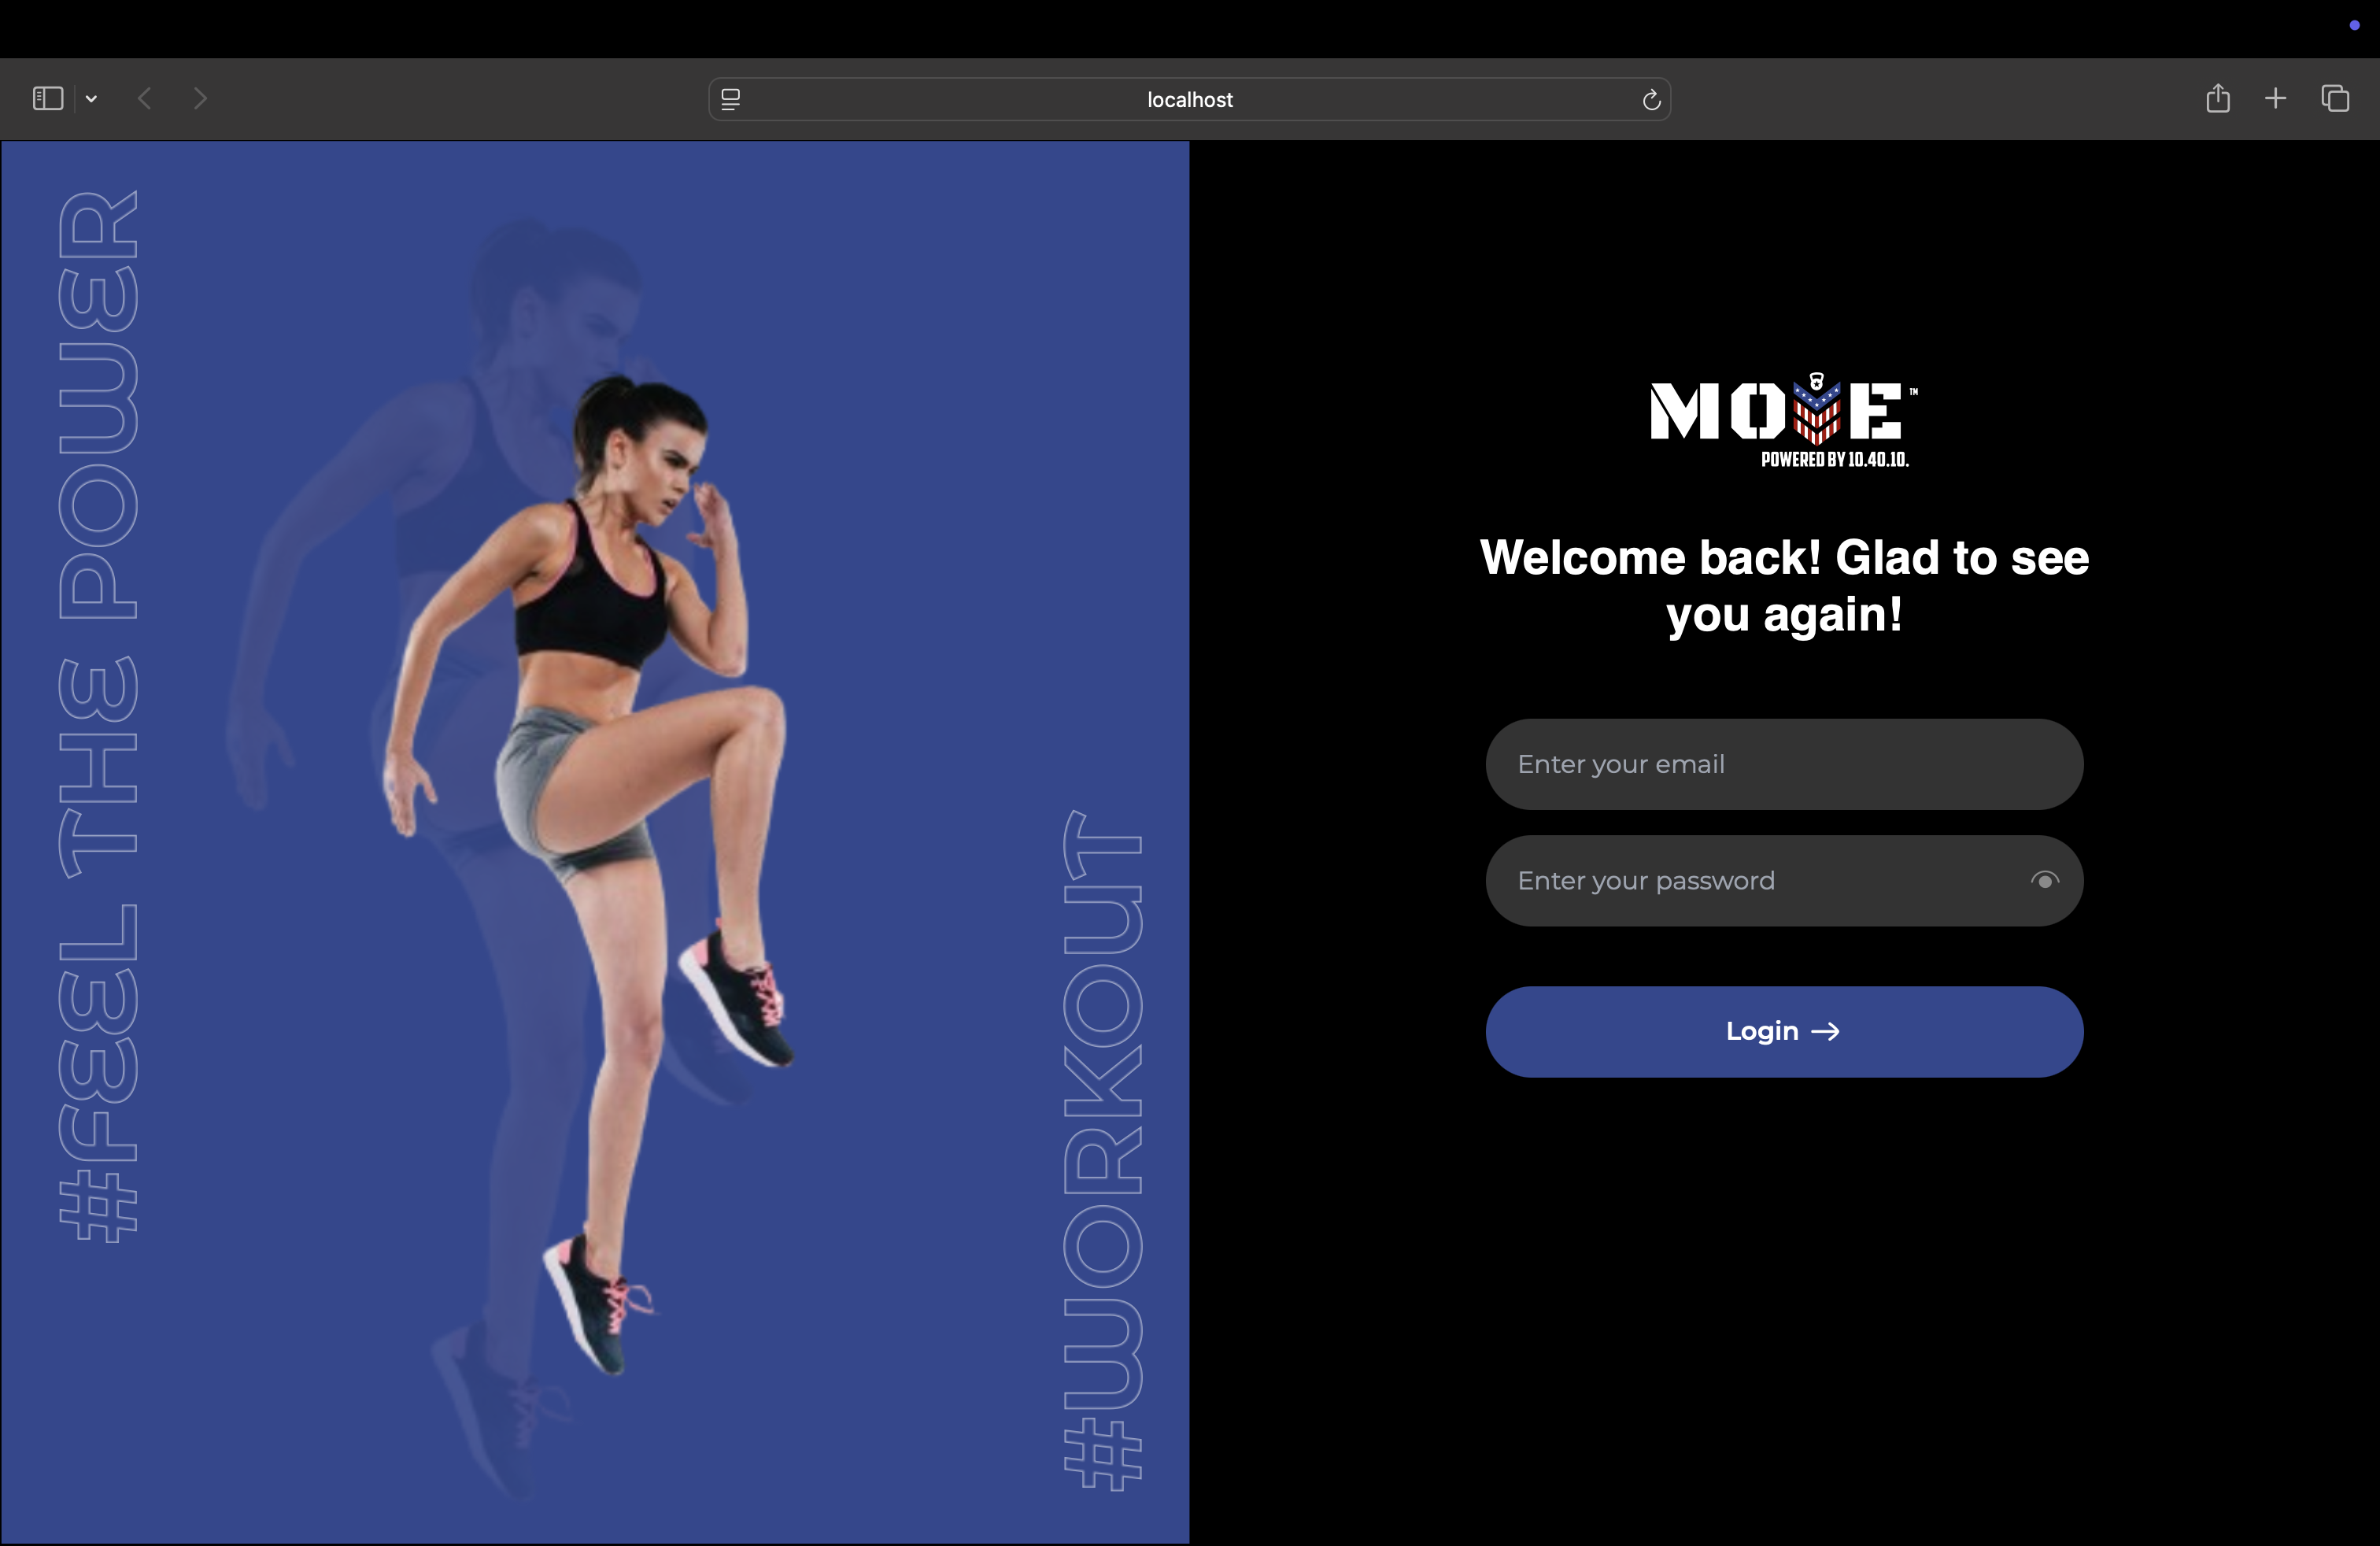 localhost
#FEEL THE POWER
#WORKOUT
MOVE™
POWERED BY 10.40.10.
Welcome back! Glad to see
you again!
Enter your email
Enter your password
Login →